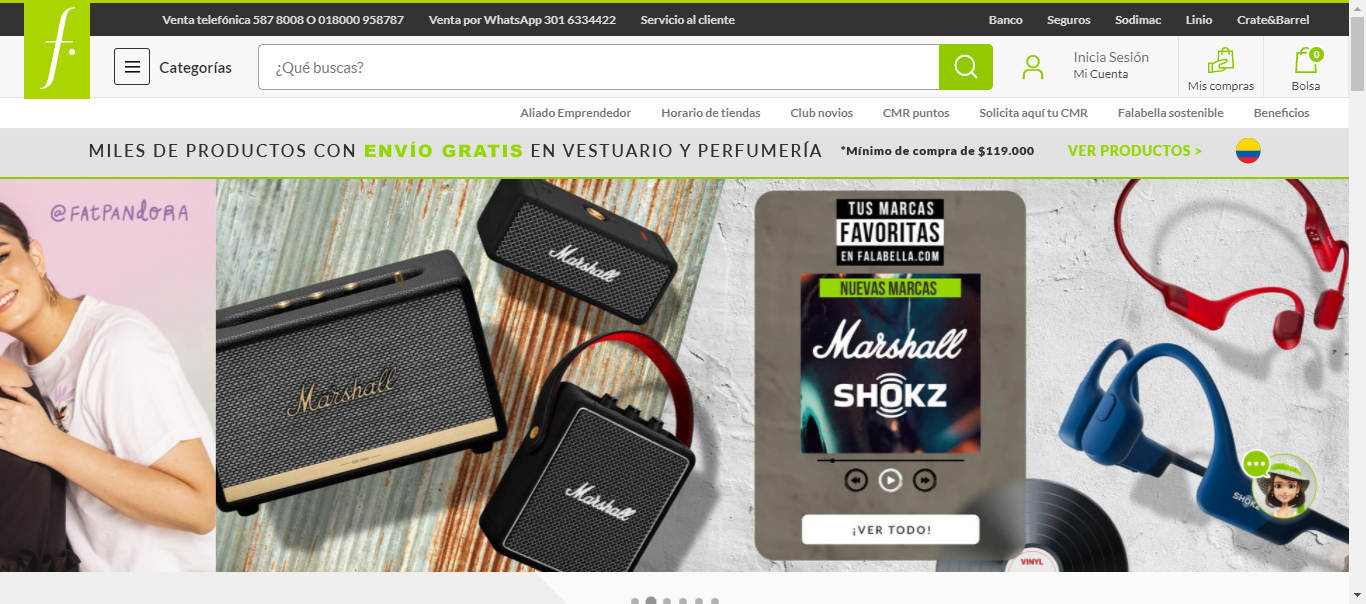 Venta telefónica 587 8008 O 018000 958787 Venta por WhatsApp 301 6334422 Servicio al cliente Banco Seguros Sodimac Linio Crate&Barrel
f.
Categorías
¿Qué buscas?
Inicia Sesión
Mi Cuenta
Mis compras
0
Bolsa
Aliado Emprendedor Horario de tiendas Club novios CMR puntos Solicita aquí tu CMR Falabella sostenible Beneficios
MILES DE PRODUCTOS CON ENVÍO GRATIS EN VESTUARIO Y PERFUMERÍA *Mínimo de compra de $119.000 VER PRODUCTOS >
@FATPANDORA
Marshall
Marshall
Marshall
TUS MARCAS
FAVORITAS
EN FALABELLA.COM
NUEVAS MARCAS
Marshall
SHOKZ
¡VER TODO!
VINYL
SHOKZ